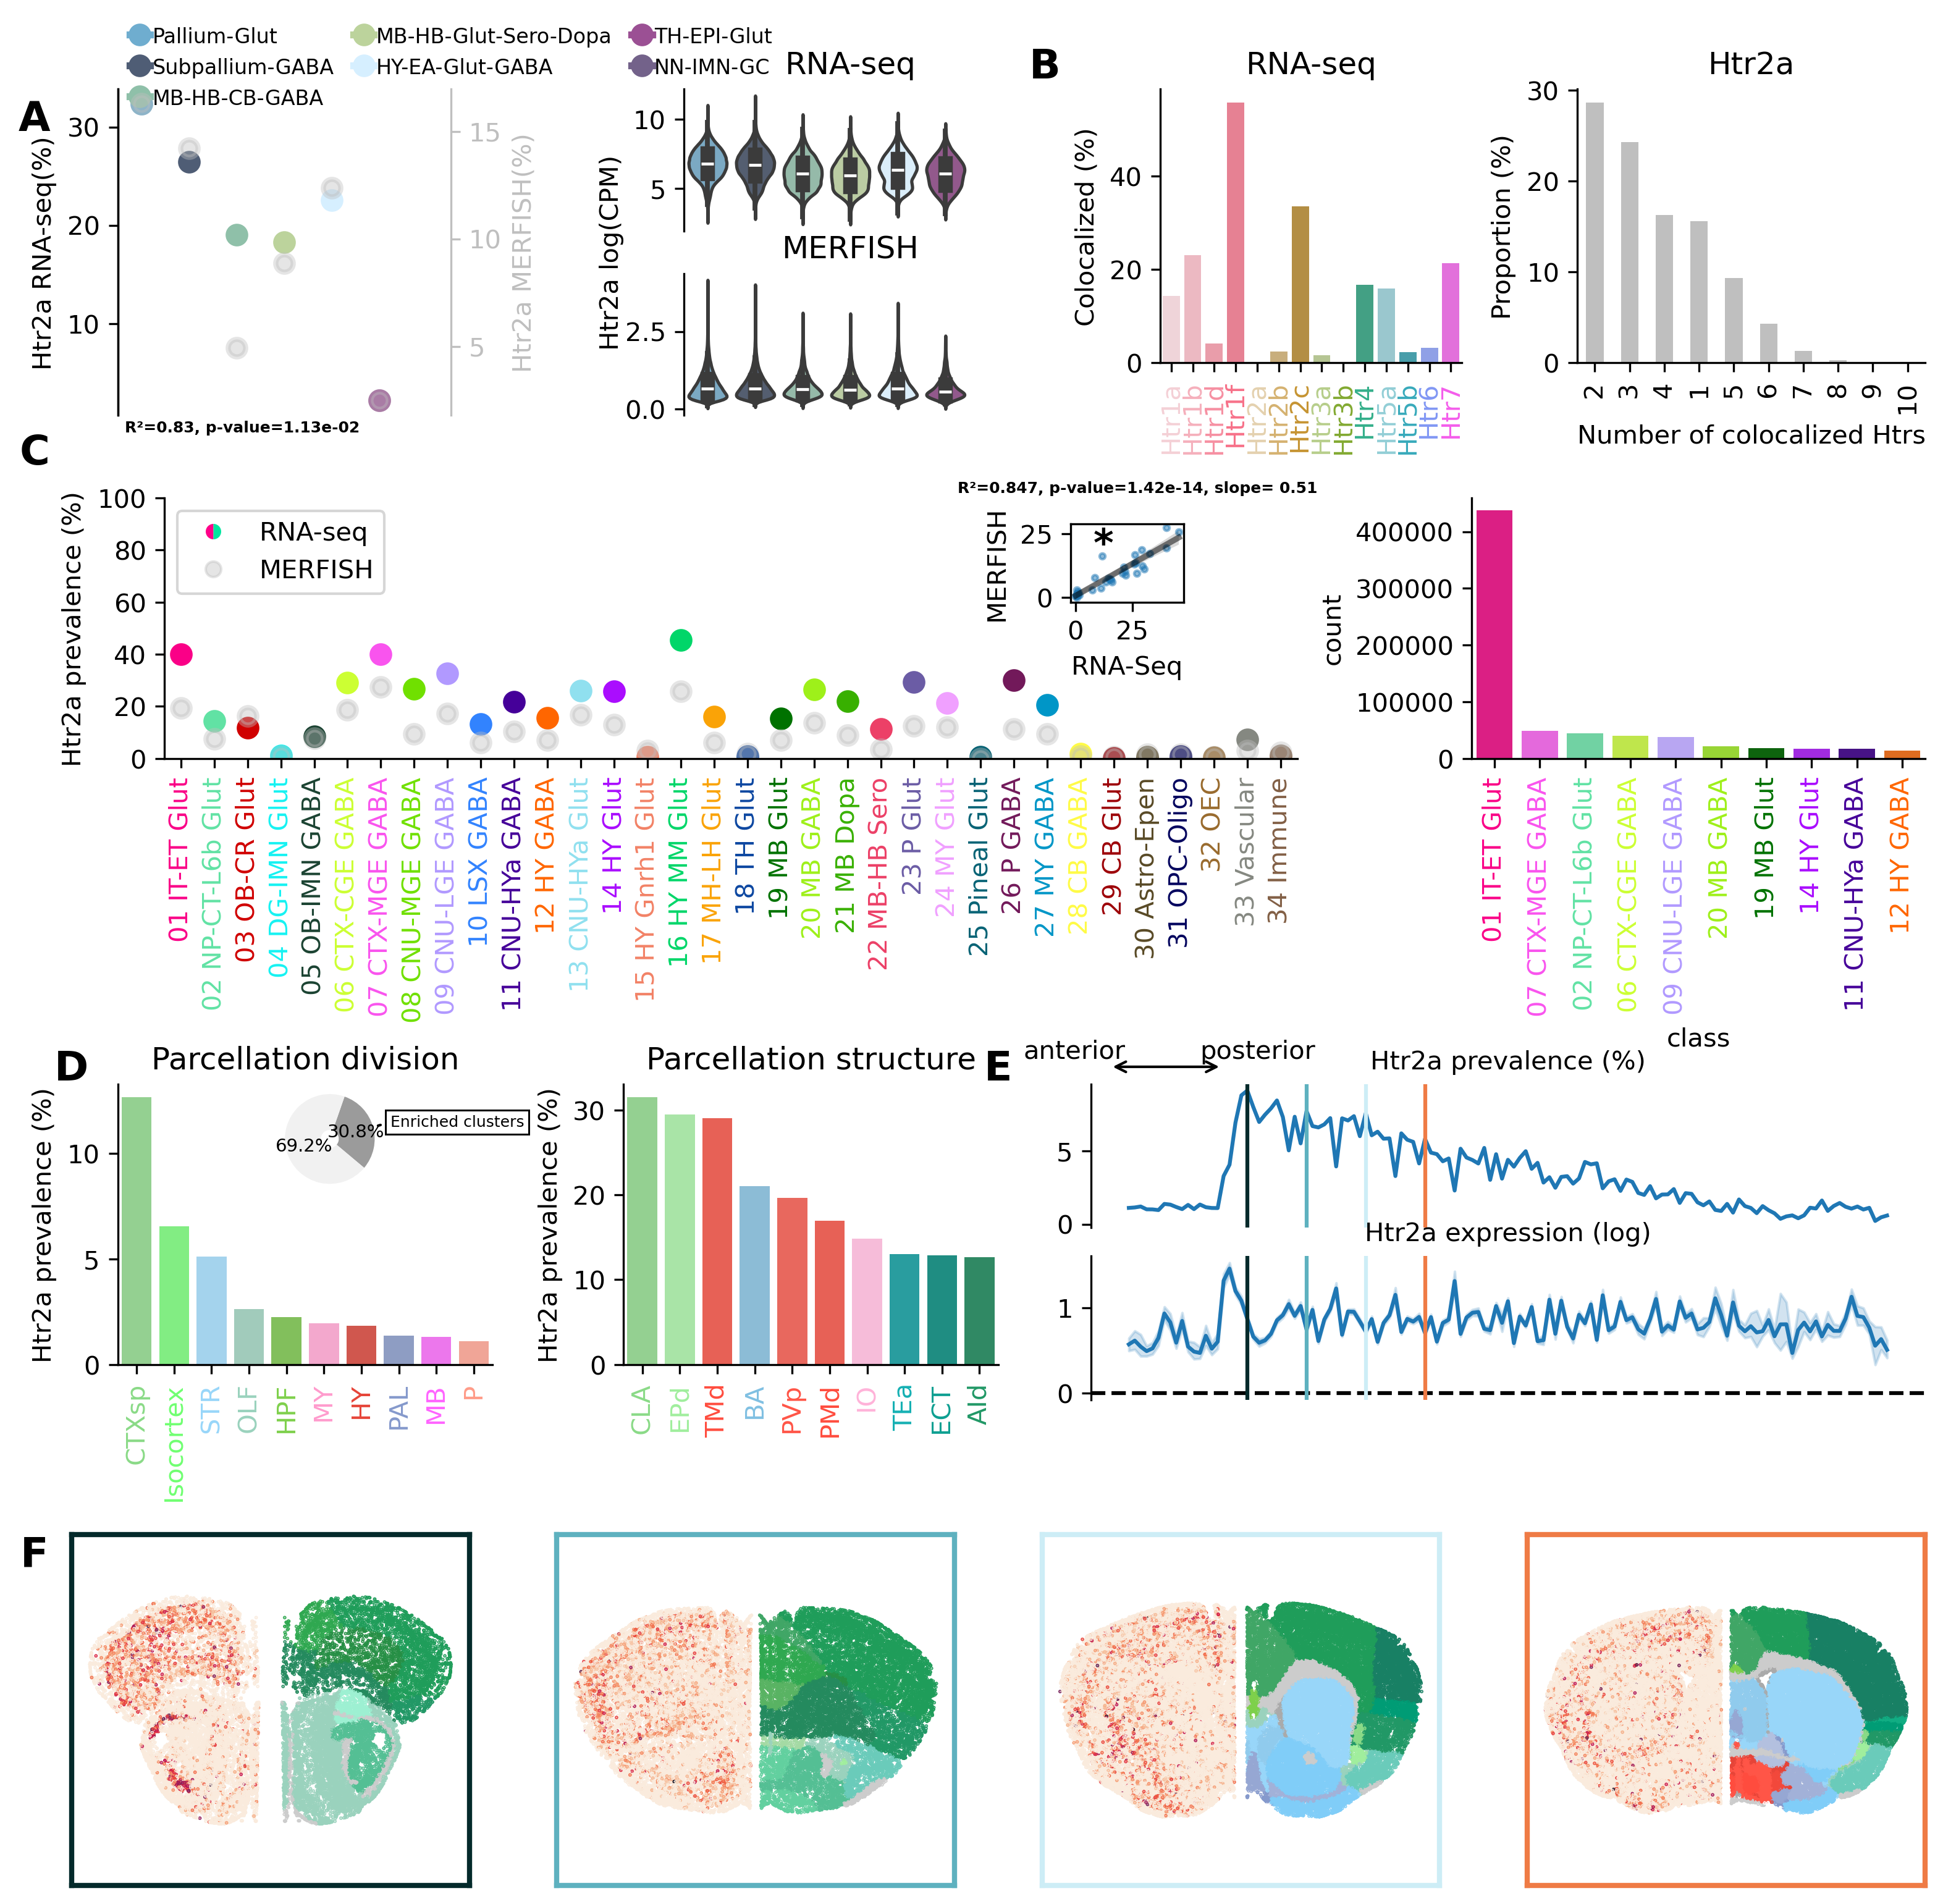 Pallium-Glut
Subpallium-GABA
MB-HB-CB-GABA
MB-HB-Glut-Sero-Dopa
HY-EA-Glut-GABA
TH-EPI-Glut
NN-IMN-GC
A
30
20
10
Htr2a RNA-seq(%)
15
10
5
Htr2a MERFISH(%)
R²=0.83, p-value=1.13e-02
RNA-seq
10
5
Htr2a log(CPM)
MERFISH
2.5
0.0
B
RNA-seq
Colocalized (%)
40
20
0
Htr1a
Htr1b
Htr1d
Htr1f
Htr2a
Htr2b
Htr2c
Htr3a
Htr3b
Htr4
Htr5a
Htr5b
Htr6
Htr7
Htr2a
Proportion (%)
30
20
10
0
2
3
4
1
5
6
7
8
9
10
Number of colocalized Htrs
C
Htr2a prevalence (%)
100
80
60
40
20
0
RNA-seq
MERFISH
R²=0.847, p-value=1.42e-14, slope= 0.51
MERFISH
25
0
*
0
25
RNA-Seq
01 IT-ET Glut
02 NP-CT-L6b Glut
03 OB-CR Glut
04 DG-IMN Glut
05 OB-IMN GABA
06 CTX-CGE GABA
07 CTX-MGE GABA
08 CNU-MGE GABA
09 CNU-LGE GABA
10 LSX GABA
11 CNU-HYa GABA
12 HY GABA
13 CNU-HYa Glut
14 HY Glut
15 HY Gnrh1 Glut
16 HY MM Glut
17 MH-LH Glut
18 TH Glut
19 MB Glut
20 MB GABA
21 MB Dopa
22 MB-HB Sero
23 P Glut
24 MY Glut
25 Pineal Glut
26 P GABA
27 MY GABA
28 CB GABA
29 CB Glut
30 Astro-Epen
31 OPC-Oligo
32 OEC
33 Vascular
34 Immune
count
400000
300000
200000
100000
0
01 IT-ET Glut
07 CTX-MGE GABA
02 NP-CT-L6b Glut
06 CTX-CGE GABA
09 CNU-LGE GABA
20 MB GABA
19 MB Glut
14 HY Glut
11 CNU-HYa GABA
12 HY GABA
class
D
Parcellation division
Htr2a prevalence (%)
10
5
0
69.2%
30.8%
Enriched clusters
CTXsp
Isocortex
STR
OLF
HPF
MY
HY
PAL
MB
P
Parcellation structure
Htr2a prevalence (%)
30
20
10
0
CLA
EPd
TMd
BA
PVp
PMd
IO
TEa
ECT
AId
E
anterior
posterior
Htr2a prevalence (%)
5
0
Htr2a expression (log)
1
0
F